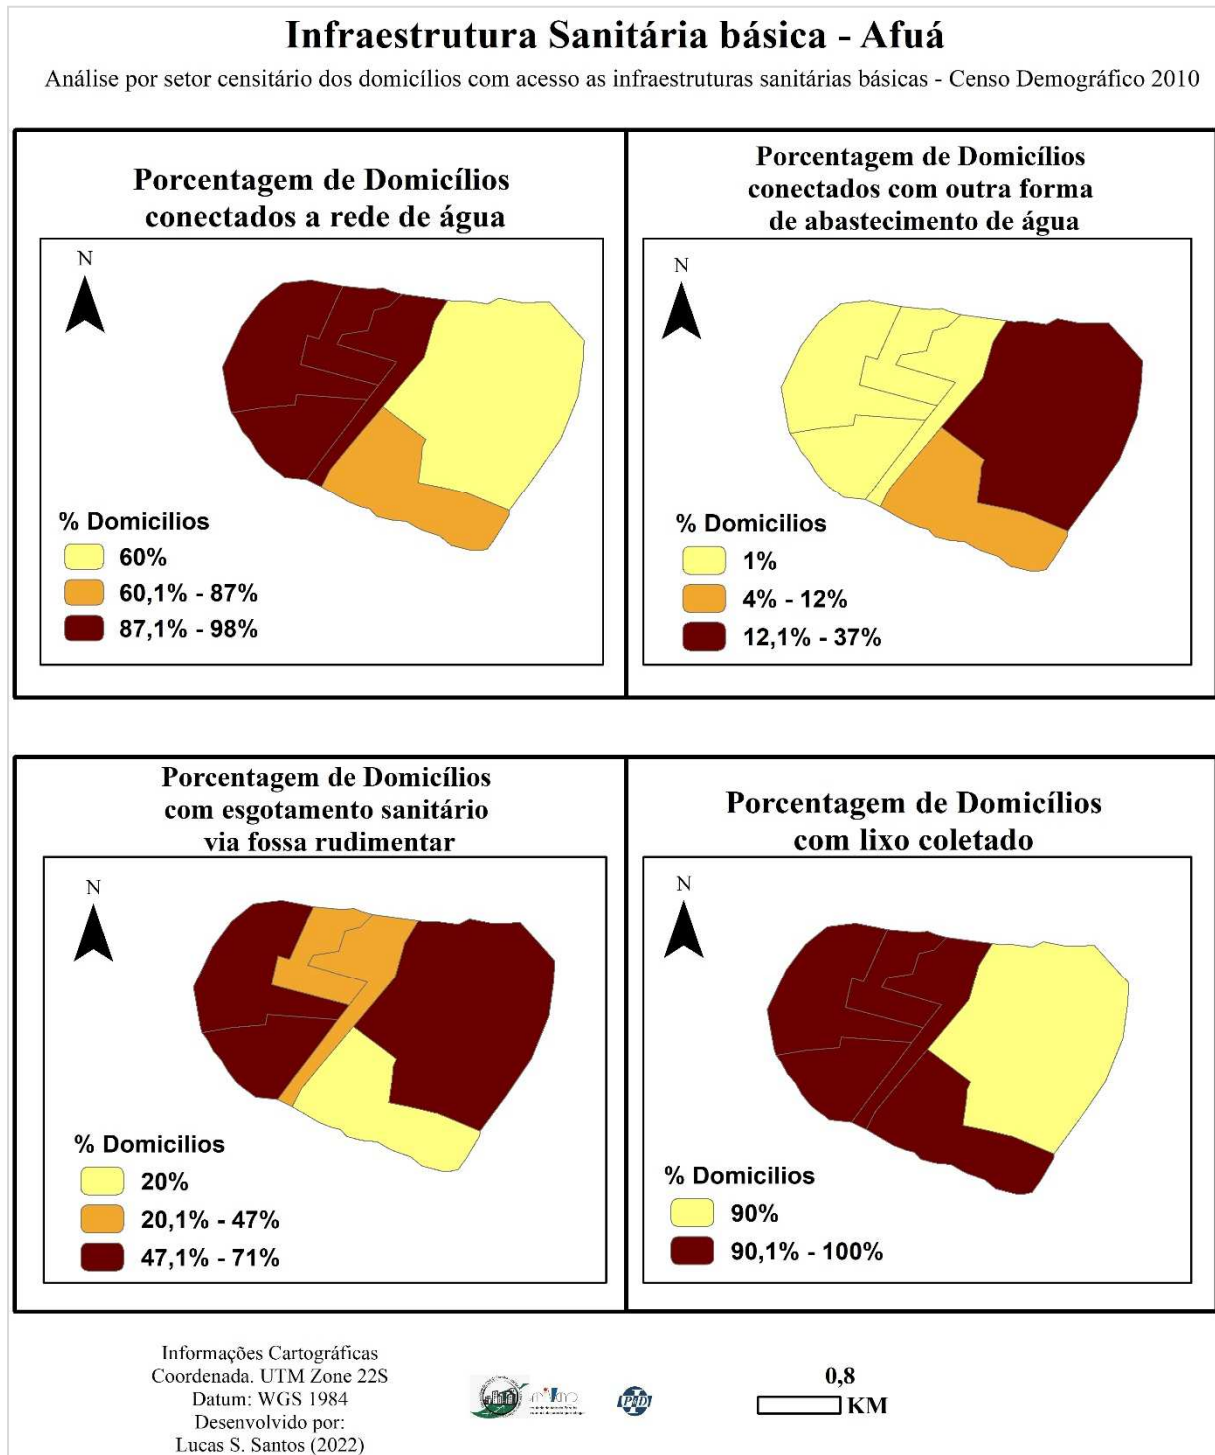 Infraestrutura Sanitária básica - Afuá
Análise por setor censitário dos domicílios com acesso as infraestruturas sanitárias básicas - Censo Demográfico 2010
Porcentagem de Domicílios
conectados a rede de água
N
% Domicilios
60%
60,1% - 87%
87,1% - 98%
Porcentagem de Domicílios
conectados com outra forma
de abastecimento de água
N
% Domicilios
1%
4% - 12%
12,1% - 37%
Porcentagem de Domicílios
com esgotamento sanitário
via fossa rudimentar
N
% Domicilios
20%
20,1% - 47%
47,1% - 71%
Porcentagem de Domicílios
com lixo coletado
N
% Domicilios
90%
90,1% - 100%
Informações Cartográficas
Coordenada. UTM Zone 22S
Datum: WGS 1984
Desenvolvido por:
Lucas S. Santos (2022)
0,8
KM